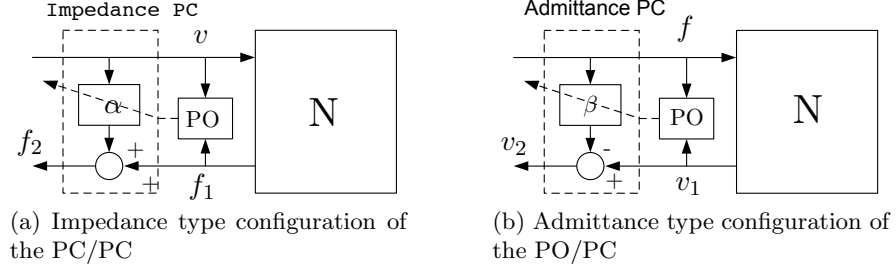 Impedance PC
Admittance PC
v
f
α
PO
N
β
PO
N
f₂
+
+
f₁
v₂
-
+
v₁
(a) Impedance type configuration of
the PC/PC
(b) Admittance type configuration of
the PO/PC